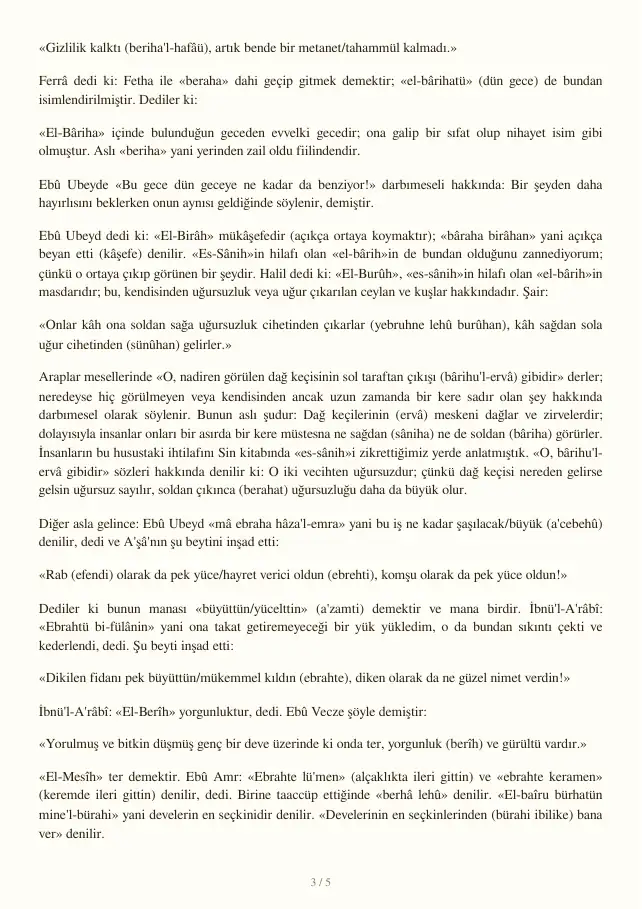 «Gizlilik kalktı (beriha'l-hafâü), artık bende bir metanet/tahammül kalmadı.»
Ferrâ dedi ki: Fetha ile «beraha» dahi geçip gitmek demektir; «el-bârihatü» (dün gece) de bundan
isimlendirilmiştir. Dediler ki:
«El-Bâriha» içinde bulunduğun geceden evvelki gecedir; ona galip bir sıfat olup nihayet isim gibi
olmuştur. Aslı «beriha» yani yerinden zail oldu fiilindendir.
Ebû Ubeyde «Bu gece dün geceye ne kadar da benziyor!» darbımeseli hakkında: Bir şeyden daha
hayırlısını beklerken onun aynısı geldiğinde söylenir, demiştir.
Ebû Ubeyd dedi ki: «El-Birâh» mükâşefedir (açıkça ortaya koymaktır); «bâraha birâhan» yani açıkça
beyan etti (kâşefe) denilir. «Es-Sânih»in hilafı olan «el-bârih»in de bundan olduğunu zannediyorum;
çünkü o ortaya çıkıp görünen bir şeydir. Halil dedi ki: «El-Burûh», «es-sânih»in hilafı olan «el-bârih»in
masdarıdır; bu, kendisinden uğursuzluk veya uğur çıkarılan ceylan ve kuşlar hakkındadır. Şair:
«Onlar kâh ona soldan sağa uğursuzluk cihetinden çıkarlar (yebruhne lehû burûhan), kâh sağdan sola
uğur cihetinden (sünûhan) gelirler.»
Araplar mesellerinde «O, nadiren görülen dağ keçisinin sol taraftan çıkışı (bârihu'l-ervâ) gibidir» derler;
neredeyse hiç görülmeyen veya kendisinden ancak uzun zamanda bir kere sadır olan şey hakkında
darbımesel olarak söylenir. Bunun aslı şudur: Dağ keçilerinin (ervâ) meskeni dağlar ve zirvelerdir;
dolayısıyla insanlar onları bir asırda bir kere müstesna ne sağdan (sâniha) ne de soldan (bâriha) görürler.
İnsanların bu husustaki ihtilafını Sin kitabında «es-sânih»i zikrettiğimiz yerde anlatmıştık. «O, bârihu'l-
ervâ gibidir» sözleri hakkında denilir ki: O iki vecihten uğursuzdur; çünkü dağ keçisi nereden gelirse
gelsin uğursuz sayılır, soldan çıkınca (berahat) uğursuzluğu daha da büyük olur.
Diğer asla gelince: Ebû Ubeyd «mâ ebraha hâza'l-emra» yani bu iş ne kadar şaşılacak/büyük (a'cebehû)
denilir, dedi ve A'şâ'nın şu beytini inşad etti:
«Rab (efendi) olarak da pek yüce/hayret verici oldun (ebrehti), komşu olarak da pek yüce oldun!»
Dediler ki bunun manası «büyüttün/yücelttin» (a'zamti) demektir ve mana birdir. İbnü'l-A'râbî:
«Ebrahtü bi-fülânin» yani ona takat getiremeyeceği bir yük yükledim, o da bundan sıkıntı çekti ve
kederlendi, dedi. Şu beyti inşad etti:
«Dikilen fidanı pek büyüttün/mükemmel kıldın (ebrahte), diken olarak da ne güzel nimet verdin!»
İbnü'l-A'râbî: «El-Berîh» yorgunluktur, dedi. Ebû Vecze şöyle demiştir:
«Yorulmuş ve bitkin düşmüş genç bir deve üzerinde ki onda ter, yorgunluk (berîh) ve gürültü vardır.»
«El-Mesîh» ter demektir. Ebû Amr: «Ebrahte lü'men» (alçaklıkta ileri gittin) ve «ebrahte keramen»
(keremde ileri gittin) denilir, dedi. Birine taaccüp ettiğinde «berhâ lehû» denilir. «El-baîru bürhatün
mine'l-bürahi» yani develerin en seçkinidir denilir. «Develerinin en seçkinlerinden (bürahi ibilike) bana
ver» denilir.
3 / 5